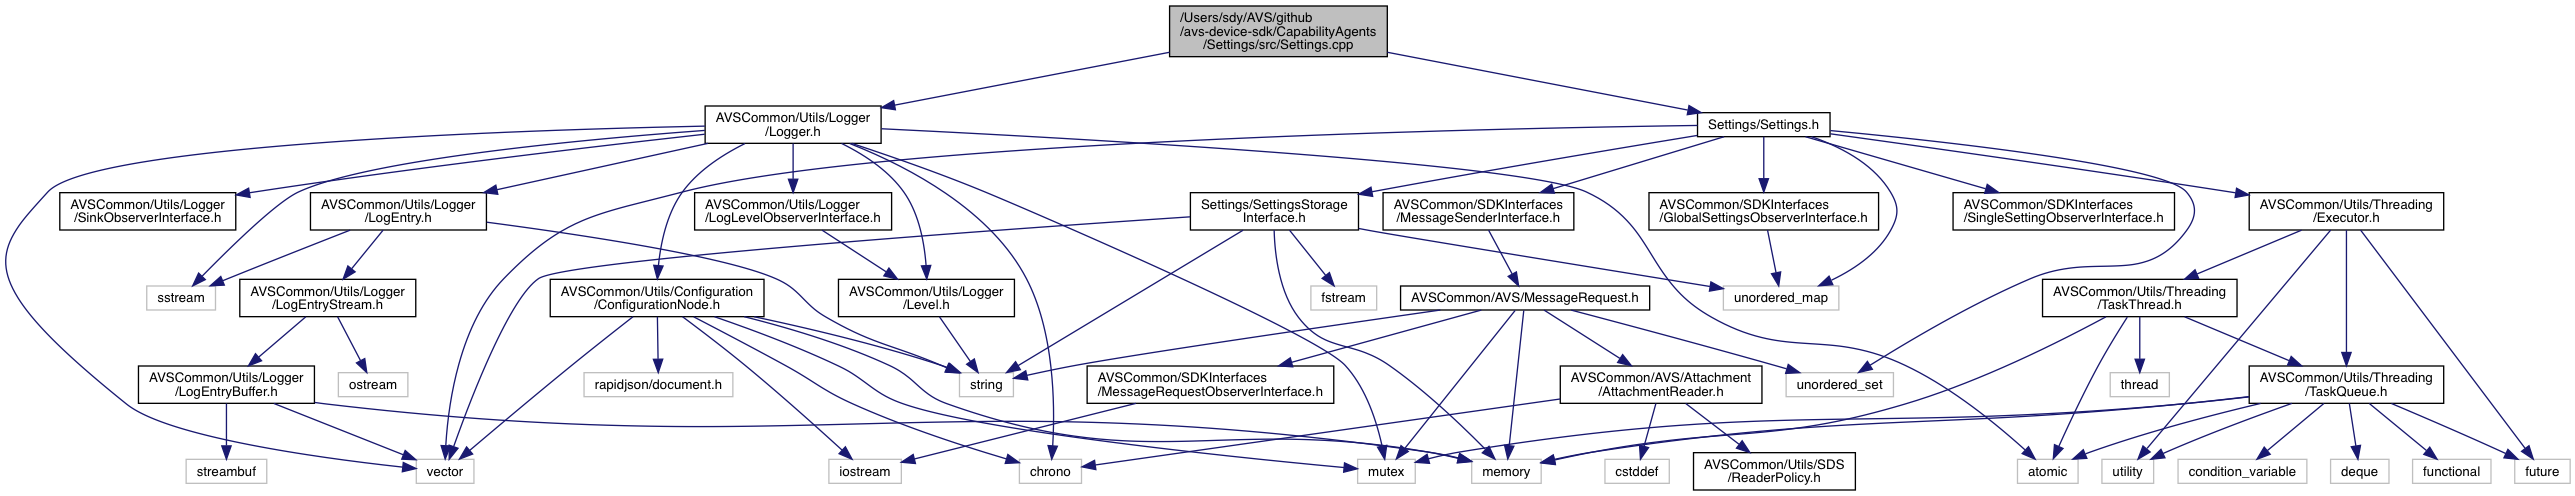 /Users/sdy/AVS/github
/avs-device-sdk/CapabilityAgents
/Settings/src/Settings.cpp
AVSCommon/Utils/Logger
/Logger.h
Settings/Settings.h
AVSCommon/Utils/Logger
/SinkObserverInterface.h
AVSCommon/Utils/Logger
/LogEntry.h
AVSCommon/Utils/Logger
/LogLevelObserverInterface.h
Settings/SettingsStorage
Interface.h
AVSCommon/SDKInterfaces
/MessageSenderInterface.h
AVSCommon/SDKInterfaces
/GlobalSettingsObserverInterface.h
AVSCommon/SDKInterfaces
/SingleSettingObserverInterface.h
AVSCommon/Utils/Threading
/Executor.h
sstream
AVSCommon/Utils/Logger
/LogEntryStream.h
AVSCommon/Utils/Configuration
/ConfigurationNode.h
AVSCommon/Utils/Logger
/Level.h
fstream
AVSCommon/AVS/MessageRequest.h
unordered_map
AVSCommon/Utils/Threading
/TaskThread.h
AVSCommon/Utils/Logger
/LogEntryBuffer.h
ostream
rapidjson/document.h
string
AVSCommon/SDKInterfaces
/MessageRequestObserverInterface.h
AVSCommon/AVS/Attachment
/AttachmentReader.h
unordered_set
thread
AVSCommon/Utils/Threading
/TaskQueue.h
streambuf
vector
iostream
chrono
mutex
memory
cstddef
AVSCommon/Utils/SDS
/ReaderPolicy.h
atomic
utility
condition_variable
deque
functional
future